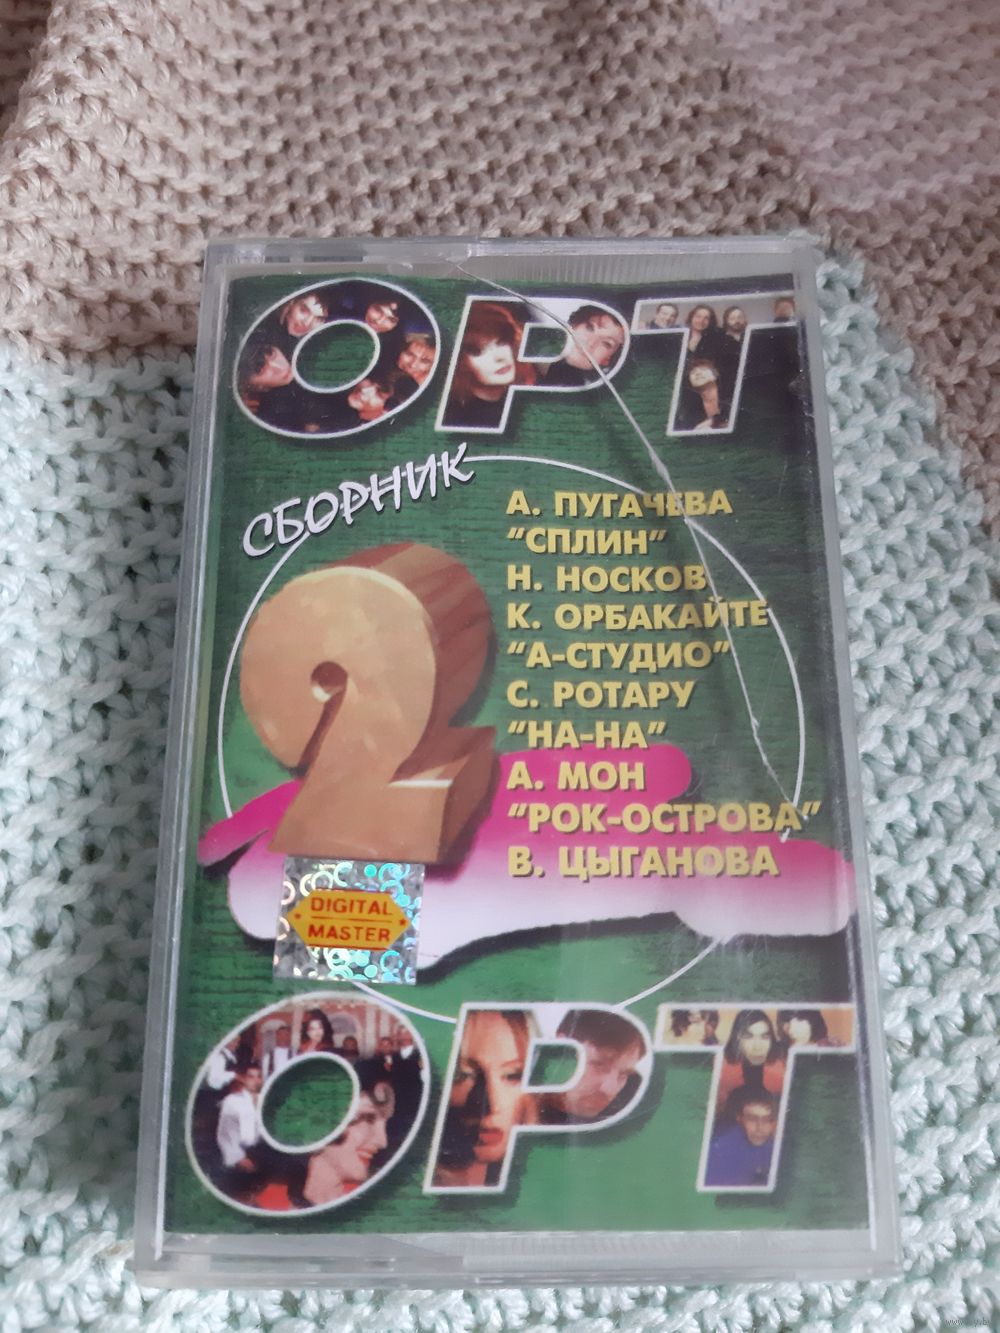 ОРТ
СБОРНИК
2
А. ПУГАЧЕВА
"СПЛИН"
Н. НОСКОВ
К. ОРБАКАЙТЕ
"А-СТУДИО"
С. РОТАРУ
"НА-НА"
А. МОН
"РОК-ОСТРОВА"
В. ЦЫГАНОВА
DIGITAL
MASTER
ОРТ